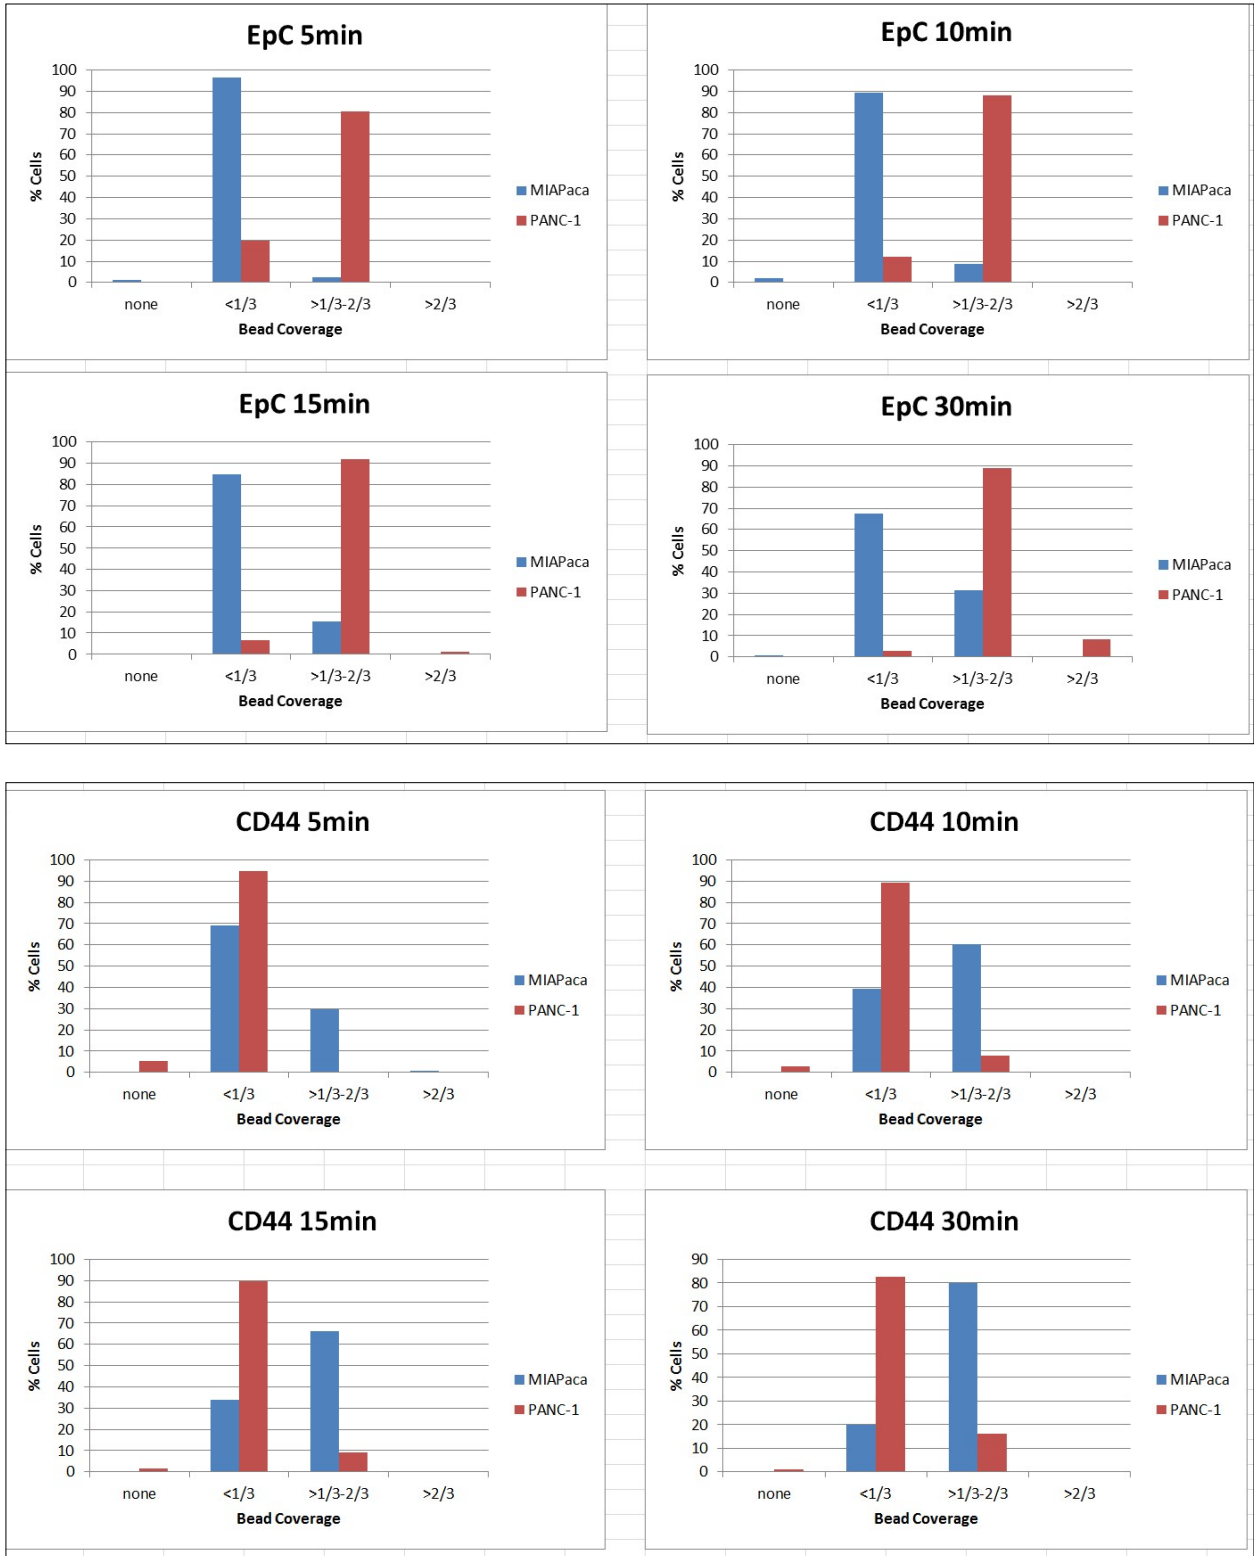 EpC 5min
100
90
80
70
60
50
40
30
20
10
0
% Cells
none <1/3 >1/3-2/3 >2/3
Bead Coverage
MIAPaca
PANC-1
EpC 10min
100
90
80
70
60
50
40
30
20
10
0
% Cells
none <1/3 >1/3-2/3 >2/3
Bead Coverage
MIAPaca
PANC-1
EpC 15min
100
90
80
70
60
50
40
30
20
10
0
% Cells
none <1/3 >1/3-2/3 >2/3
Bead Coverage
MIAPaca
PANC-1
EpC 30min
100
90
80
70
60
50
40
30
20
10
0
% Cells
none <1/3 >1/3-2/3 >2/3
Bead Coverage
MIAPaca
PANC-1
CD44 5min
100
90
80
70
60
50
40
30
20
10
0
% Cells
none <1/3 >1/3-2/3 >2/3
Bead Coverage
MIAPaca
PANC-1
CD44 10min
100
90
80
70
60
50
40
30
20
10
0
% Cells
none <1/3 >1/3-2/3 >2/3
Bead Coverage
MIAPaca
PANC-1
CD44 15min
100
90
80
70
60
50
40
30
20
10
0
% Cells
none <1/3 >1/3-2/3 >2/3
Bead Coverage
MIAPaca
PANC-1
CD44 30min
90
80
70
60
50
40
30
20
10
0
% Cells
none <1/3 >1/3-2/3 >2/3
Bead Coverage
MIAPaca
PANC-1